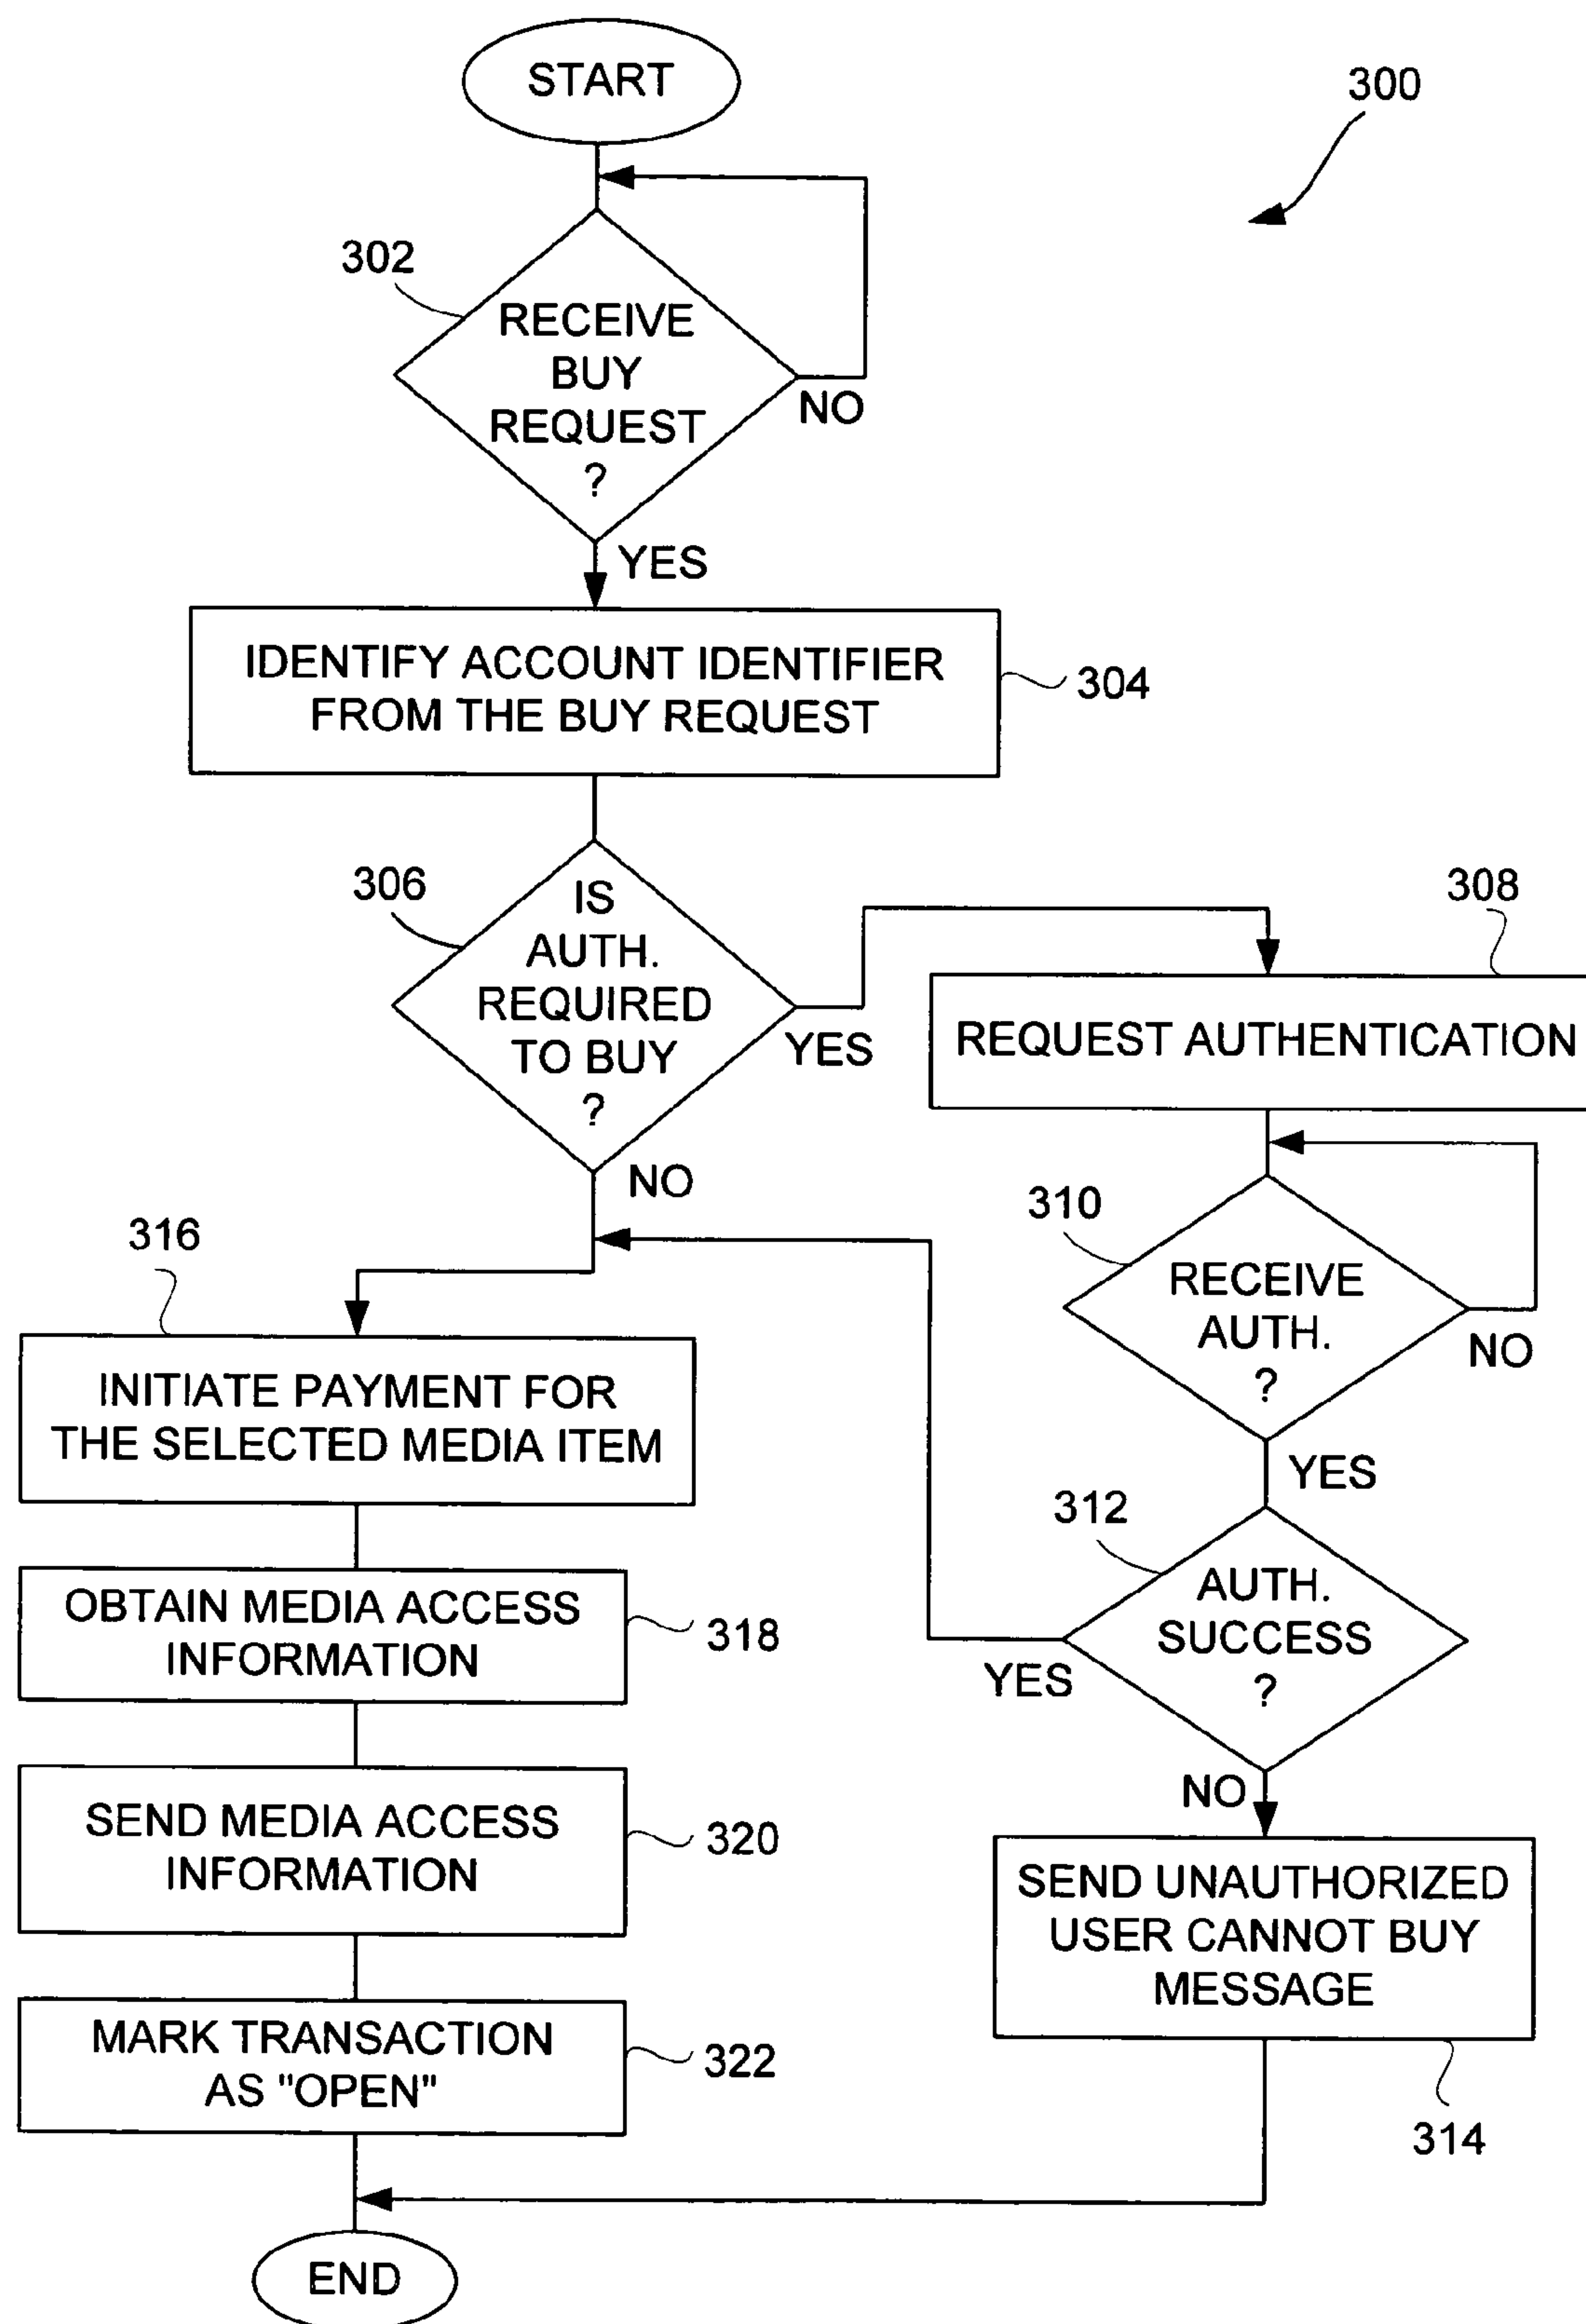 START
300
302
RECEIVE
BUY
REQUEST
?
NO
YES
IDENTIFY ACCOUNT IDENTIFIER
FROM THE BUY REQUEST
304
306
IS
AUTH.
REQUIRED
TO BUY
?
YES
NO
308
REQUEST AUTHENTICATION
310
RECEIVE
AUTH.
?
NO
YES
312
AUTH.
SUCCESS
?
YES
NO
SEND UNAUTHORIZED
USER CANNOT BUY
MESSAGE
314
316
INITIATE PAYMENT FOR
THE SELECTED MEDIA ITEM
OBTAIN MEDIA ACCESS
INFORMATION
318
SEND MEDIA ACCESS
INFORMATION
320
MARK TRANSACTION
AS "OPEN"
322
END